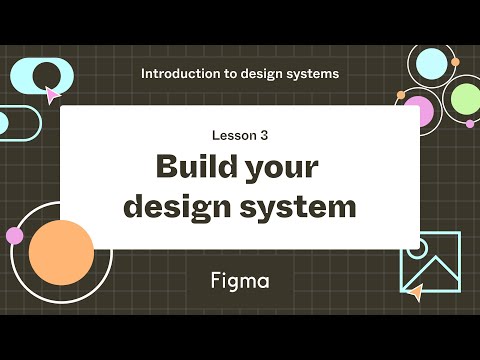 Introduction to design systems
Lesson 3
Build your
design system
Figma